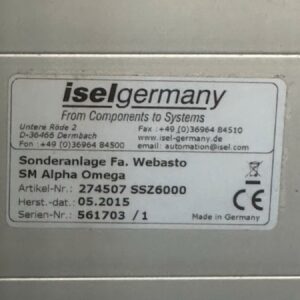 iselgermany
From Components to Systems
Untere Röde 2
D-36466 Dermbach
Fon : +49 (0)36964 84500
Fax : +49 (0)36964 84510
www.isel-germany.de
email : automation@isel.com
Sonderanlage Fa. Webasto
SM Alpha Omega
Artikel-Nr.: 274507 SSZ6000
Herst.-dat.: 05.2015
Serien-Nr.: 561703 /1
CE
Made in Germany